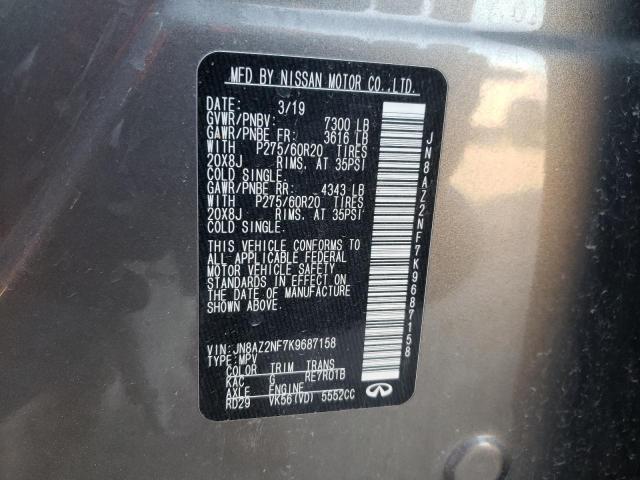 MFD BY NISSAN MOTOR CO.,LTD.
DATE: 3/19
GVWR/PNBV: 7300 LB
GAWR/PNBE FR: 3616 LB
WITH P275/60R20 TIRES
20X8J RIMS. AT 35PSI
COLD SINGLE.
GAWR/PNBE RR: 4343 LB
WITH P275/60R20 TIRES
20X8J RIMS. AT 35PSI
COLD SINGLE.
THIS VEHICLE CONFORMS TO
ALL APPLICABLE FEDERAL
MOTOR VEHICLE SAFETY
STANDARDS IN EFFECT ON
THE DATE OF MANUFACTURE
SHOWN ABOVE.
VIN: JN8AZ2NF7K9687158
TYPE: MPV
COLOR TRIM TRANS
KAC G RE7R01B
AXLE ENGINE
RD29 VK56(VD) 5552CC
JN8AZ2NF7K9687158